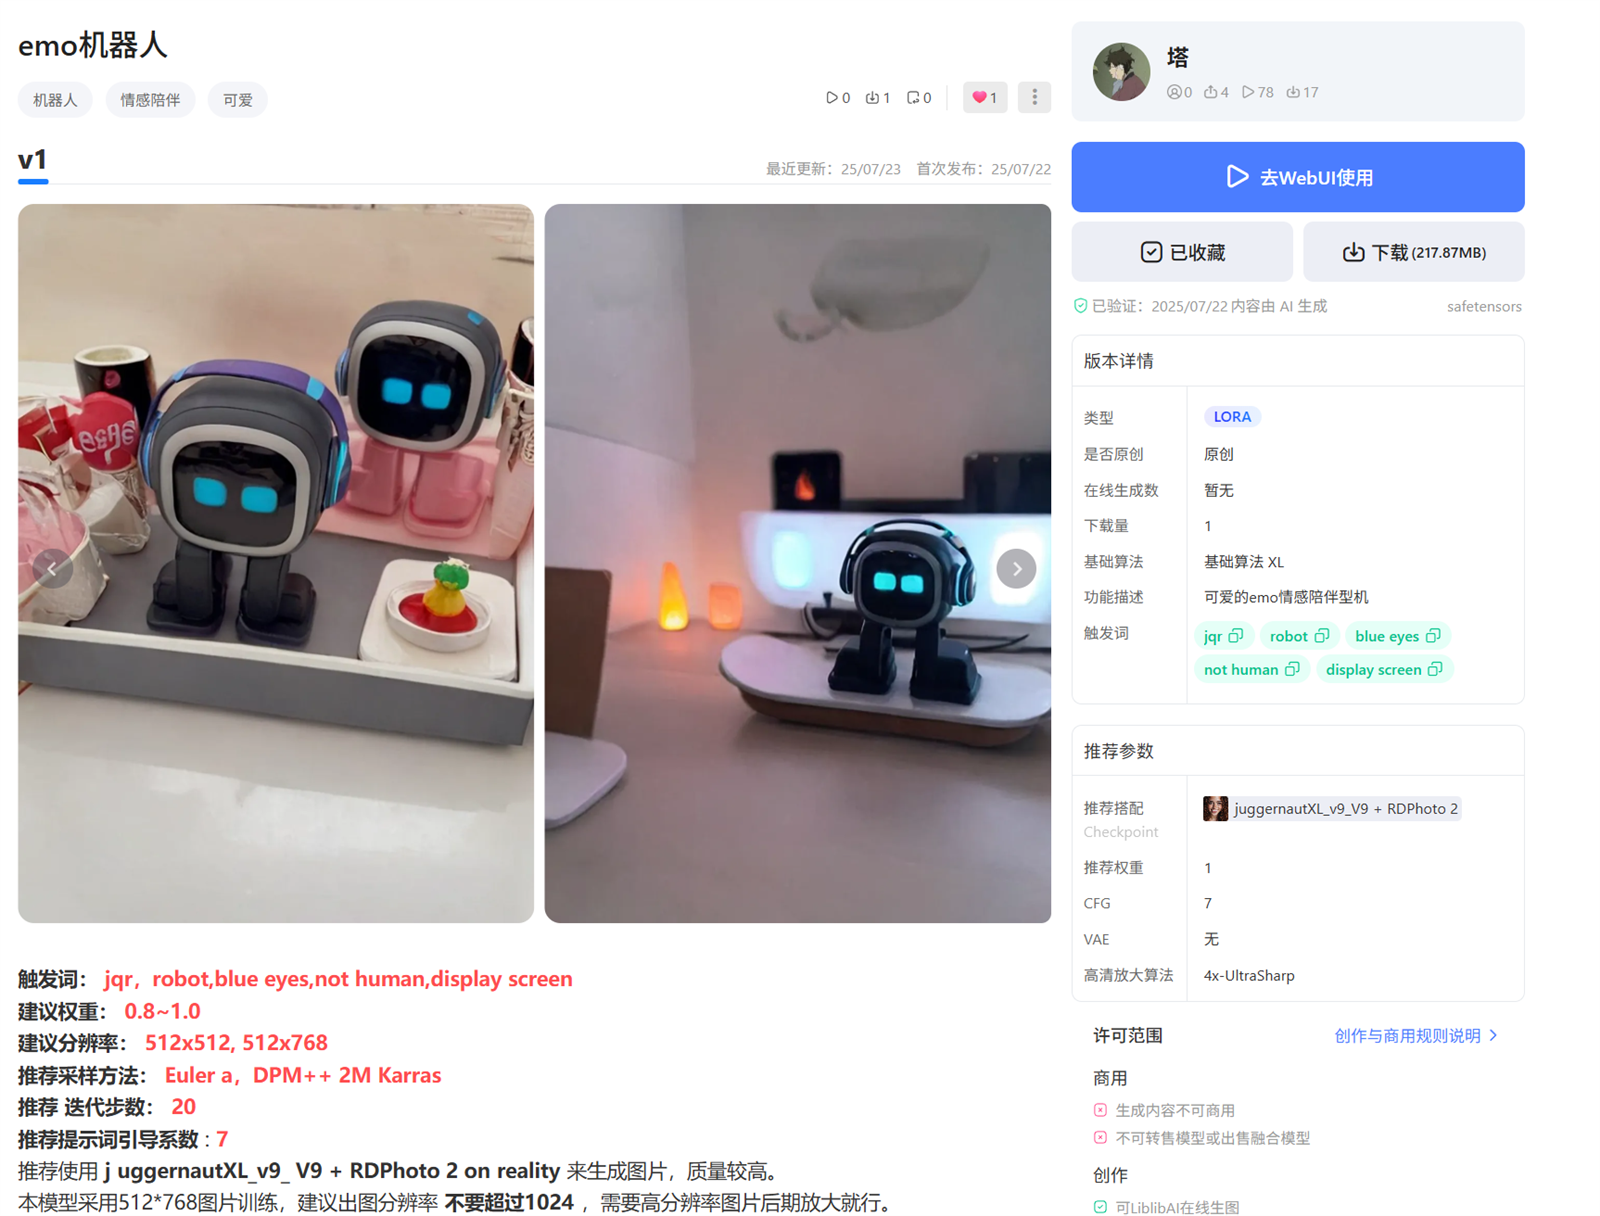 emo机器人
机器人 情感陪伴 可爱
0 1 0 1
v1
最近更新：25/07/23 首次发布：25/07/22
触发词： jqr，robot,blue eyes,not human,display screen
建议权重： 0.8~1.0
建议分辨率： 512x512, 512x768
推荐采样方法： Euler a，DPM++ 2M Karras
推荐 迭代步数： 20
推荐提示词引导系数 : 7
推荐使用 j uggernautXL_v9_ V9 + RDPhoto 2 on reality 来生成图片，质量较高。
本模型采用512*768图片训练，建议出图分辨率 不要超过1024 ，需要高分辨率图片后期放大就行。
塔
0 4 78 17
去WebUI使用
已收藏 下载 (217.87MB)
已验证：2025/07/22 内容由 AI 生成 safetensors
版本详情
类型 LORA
是否原创 原创
在线生成数 暂无
下载量 1
基础算法 基础算法 XL
功能描述 可爱的emo情感陪伴型机
触发词 jqr robot blue eyes
not human display screen
推荐参数
推荐搭配 juggernautXL_v9_V9 + RDPhoto 2
Checkpoint
推荐权重 1
CFG 7
VAE 无
高清放大算法 4x-UltraSharp
许可范围 创作与商用规则说明
商用
生成内容不可商用
不可转售模型或出售融合模型
创作
可LiblibAI在线生图